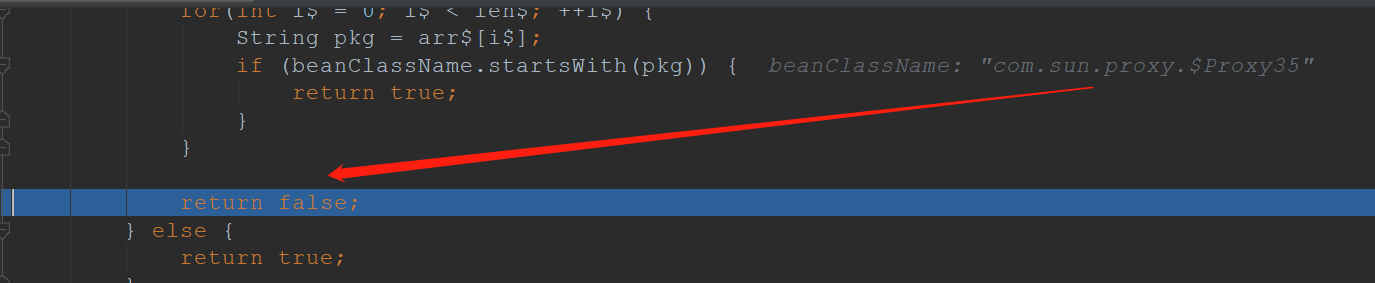 for(int i$ = 0; i$ < len$; ++i$) {
String pkg = arr$[i$];
if (beanClassName.startsWith(pkg)) { beanClassName: "com.sun.proxy.$Proxy35"
return true;
}
}
return false;
} else {
return true;
}